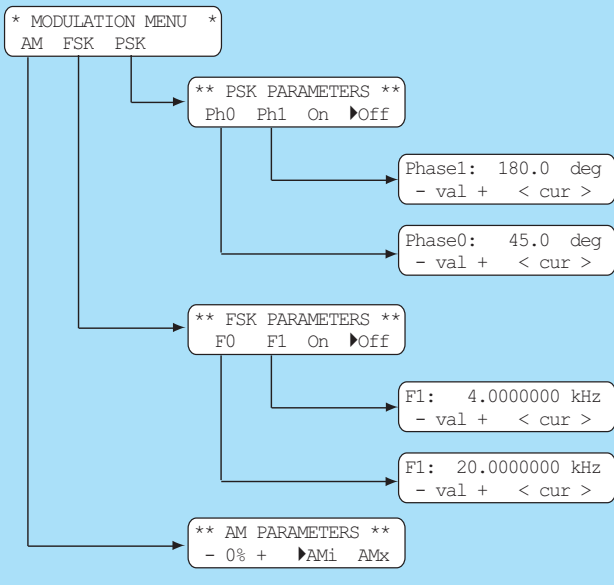 * MODULATION MENU *
AM FSK PSK
** PSK PARAMETERS **
Ph0 Ph1 On ▶Off
Phase1: 180.0 deg
- val + < cur >
Phase0: 45.0 deg
- val + < cur >
** FSK PARAMETERS **
F0 F1 On ▶Off
F1: 4.0000000 kHz
- val + < cur >
F1: 20.0000000 kHz
- val + < cur >
** AM PARAMETERS **
- 0% + ▶AMi AMx